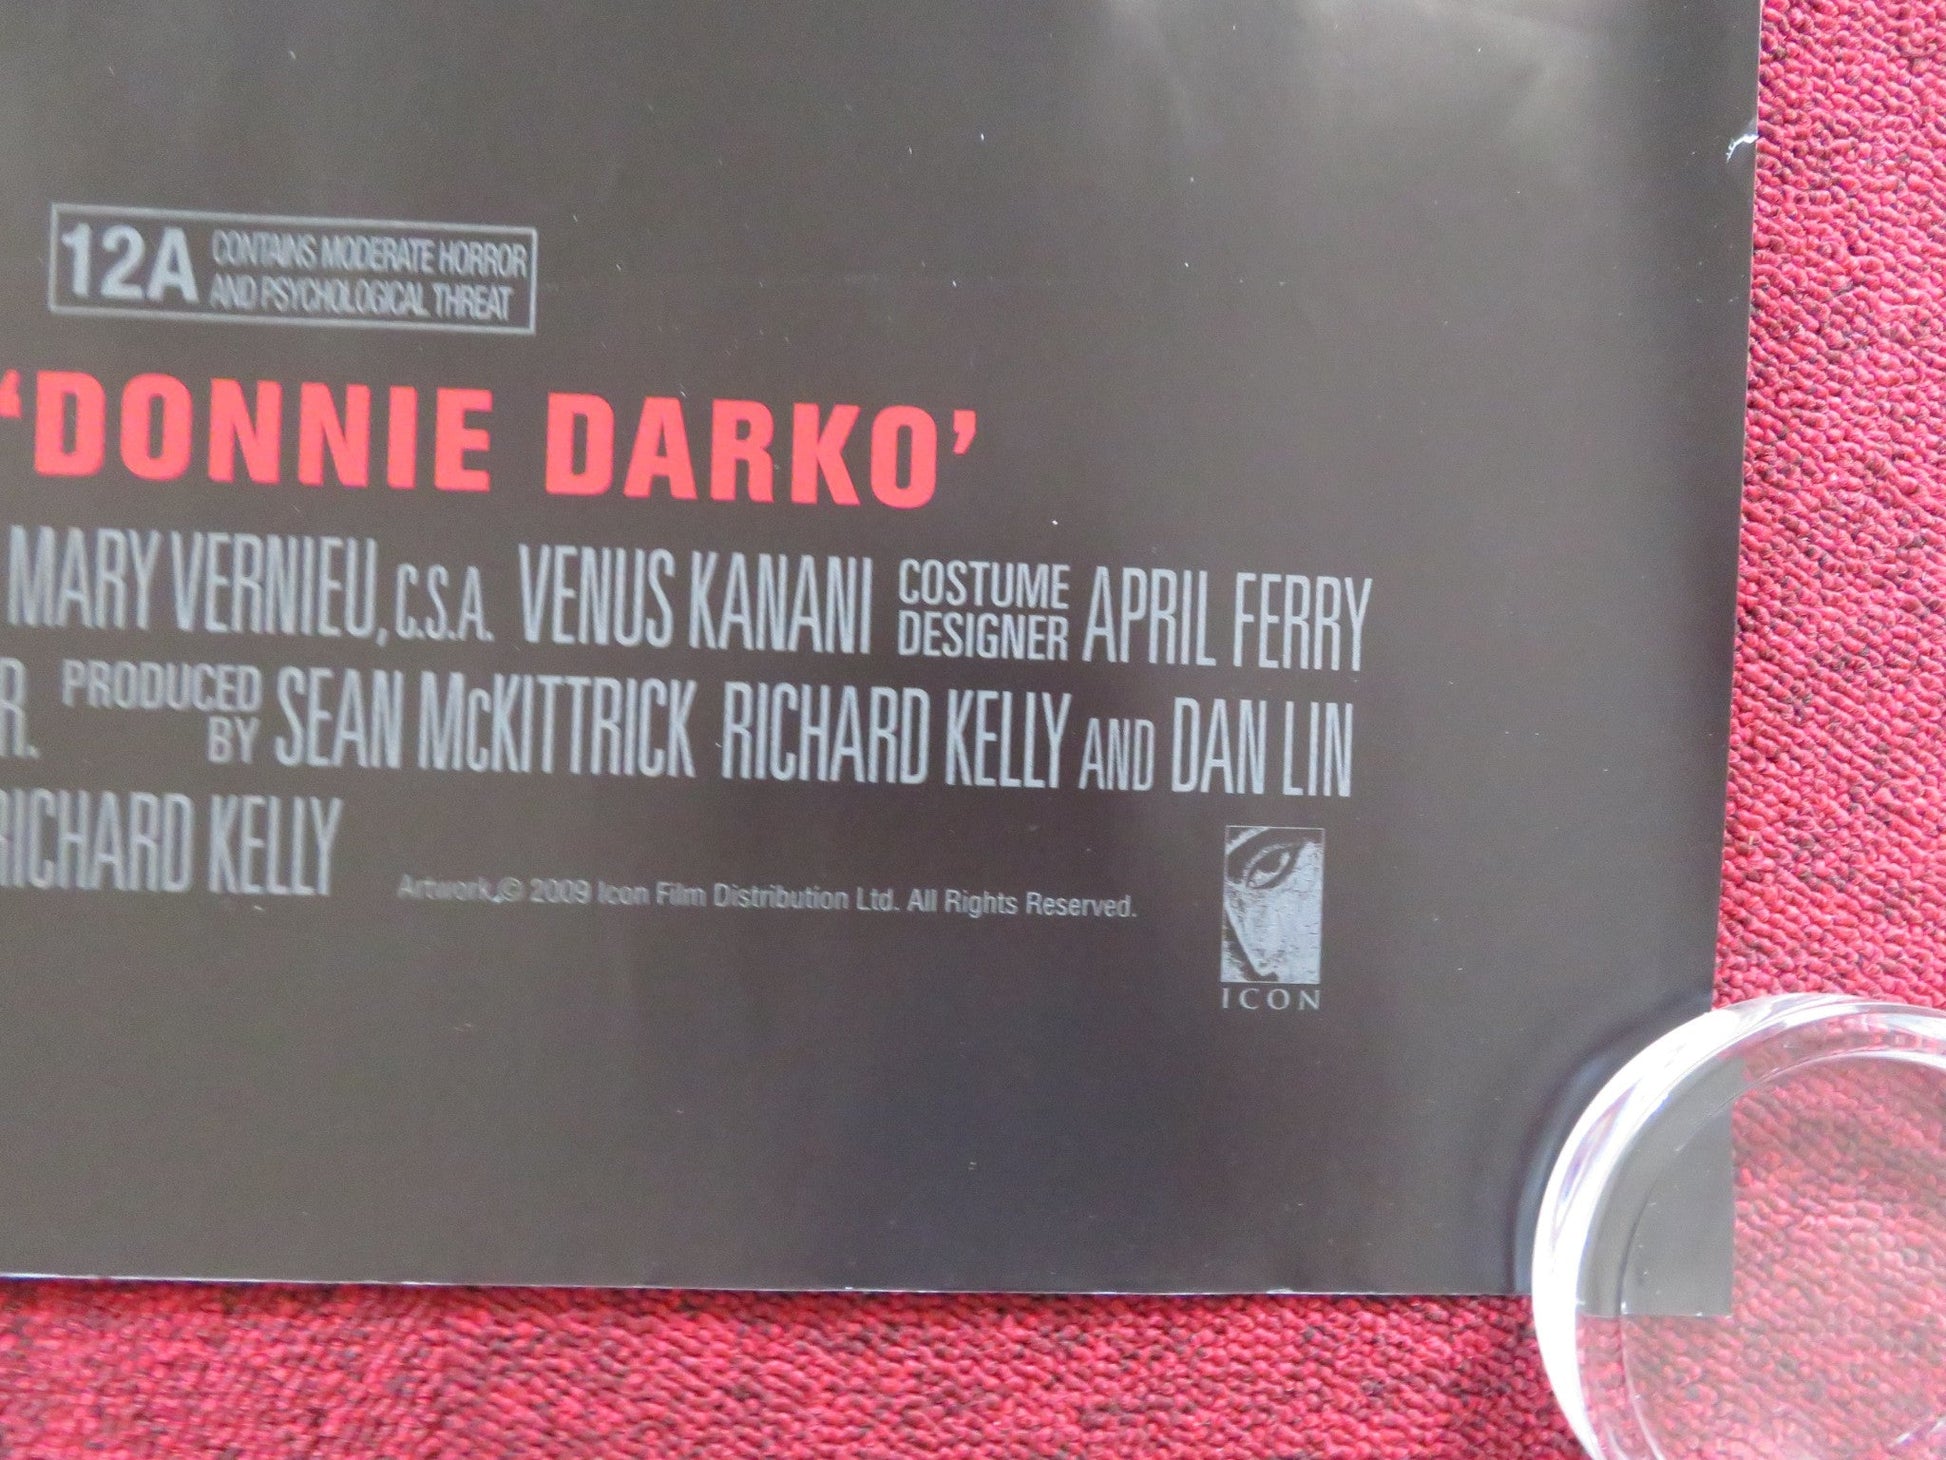 12A CONTAINS MODERATE HORROR
AND PSYCHOLOGICAL THREAT
‘DONNIE DARKO’
MARY VERNIEU, C.S.A. VENUS KANANI COSTUME DESIGNER APRIL FERRY
R. PRODUCED BY SEAN McKITTRICK RICHARD KELLY AND DAN LIN
RICHARD KELLY
Artwork © 2009 Icon Film Distribution Ltd. All Rights Reserved.
ICON